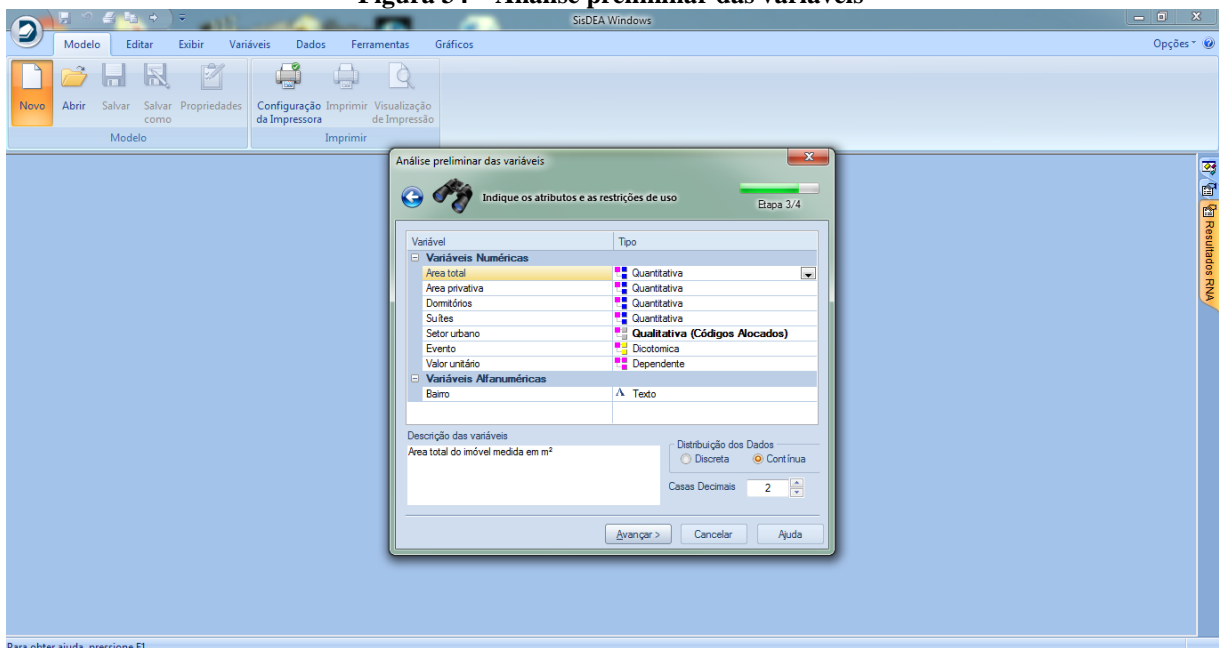 Figura 34 - Análise preliminar das variáveis
SisDEA Windows
Modelo Editar Exibir Variáveis Dados Ferramentas Gráficos Opções
Novo Abrir Salvar Salvar como Propriedades Configuração da Impressora Imprimir Visualização de Impressão
Modelo Imprimir
Análise preliminar das variáveis
Indique os atributos e as restrições de uso
Etapa 3/4
Variável Tipo
Variáveis Numéricas
Area total Quantitativa
Area privativa Quantitativa
Dormitórios Quantitativa
Suítes Quantitativa
Setor urbano Qualitativa (Códigos Alocados)
Evento Dicotomica
Valor unitário Dependente
Variáveis Alfanuméricas
Bairro A Texto
Descrição das variáveis
Area total do imóvel medida em m²
Distribuição dos Dados
Discreta Contínua
Casas Decimais 2
Avançar > Cancelar Ajuda
Resultados RNA
Para obter ajuda, pressione F1